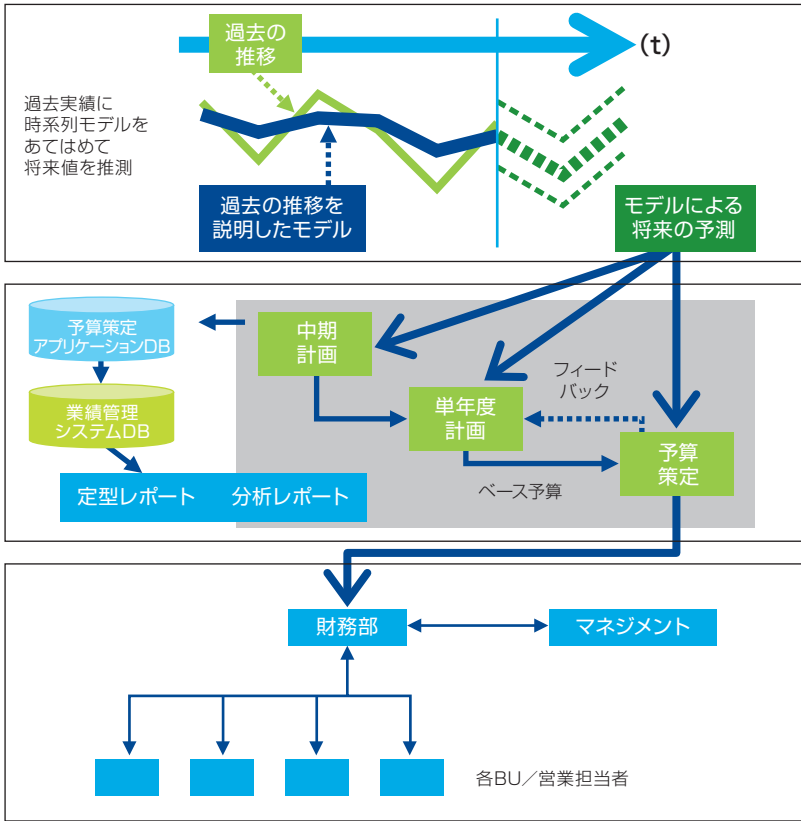 過去の
推移
(t)
過去実績に
時系列モデルを
あてはめて
将来値を推測
過去の推移を
説明したモデル
モデルによる
将来の予測
予算策定
アプリケーションDB
中期
計画
フィード
バック
業績管理
システムDB
単年度
計画
予算
策定
定型レポート 分析レポート
ベース予算
財務部
マネジメント
各BU／営業担当者